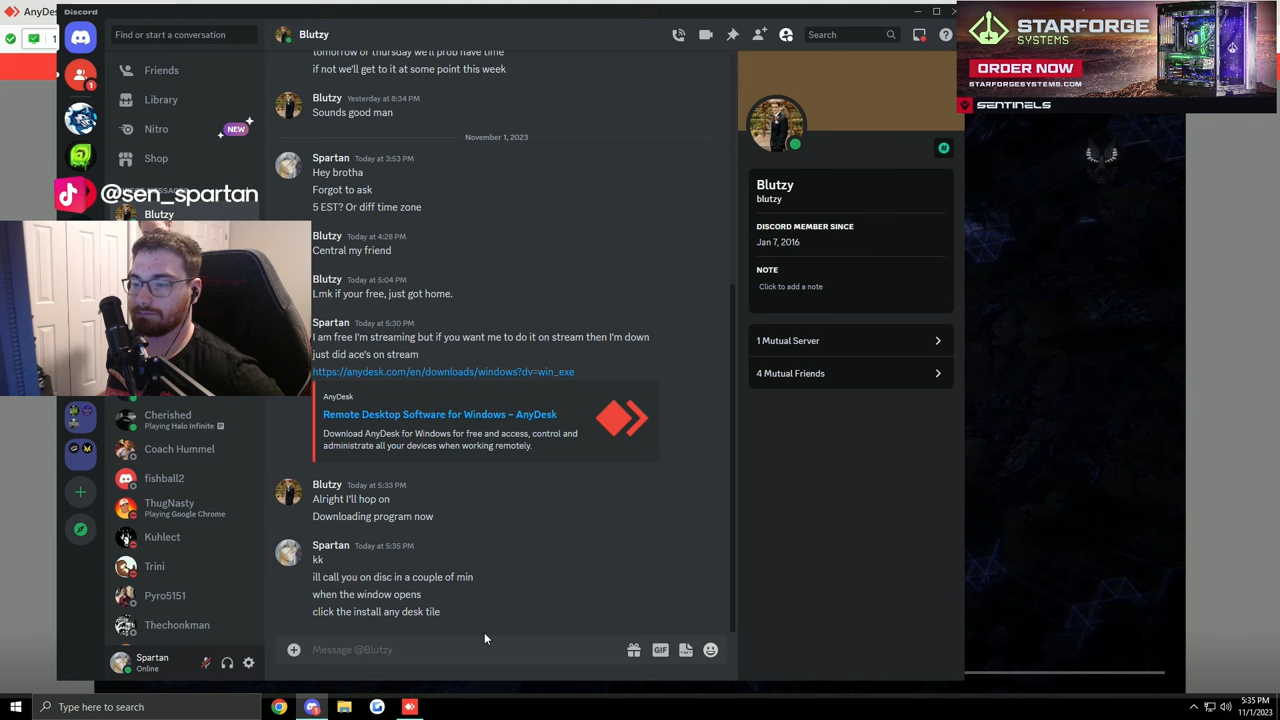 AnyDes
Discord
1
Find or start a conversation
Blutzy
Search
STARFORGE
SYSTEMS
ORDER NOW
STARFORGESYSTEMS.COM
SENTINELS
Friends
1
Library
Nitro
NEW
Shop
@sen_spartan
Blutzy
tomorrow or thursday we'll prob have time
if not we'll get to it at some point this week
Blutzy Yesterday at 8:34 PM
Sounds good man
November 1, 2023
Spartan Today at 3:53 PM
Hey brotha
Forgot to ask
5 EST? Or diff time zone
Blutzy Today at 4:28 PM
Central my friend
Blutzy Today at 5:04 PM
Lmk if your free, just got home.
Spartan Today at 5:30 PM
I am free I'm streaming but if you want me to do it on stream then I'm down
just did ace's on stream
https://anydesk.com/en/downloads/windows?dv=win_exe
AnyDesk
Remote Desktop Software for Windows – AnyDesk
Download AnyDesk for Windows for free and access, control and
administrate all your devices when working remotely.
Blutzy Today at 5:33 PM
Alright I'll hop on
Downloading program now
Spartan Today at 5:35 PM
kk
ill call you on disc in a couple of min
when the window opens
click the install any desk tile
Message @Blutzy
GIF
Blutzy
blutzy
DISCORD MEMBER SINCE
Jan 7, 2016
NOTE
Click to add a note
1 Mutual Server
4 Mutual Friends
Cherished
Playing Halo Infinite
Coach Hummel
fishball2
ThugNasty
Playing Google Chrome
Kuhlect
Trini
Pyro5151
Thechonkman
Spartan
Online
Type here to search
5:35 PM
11/1/2023